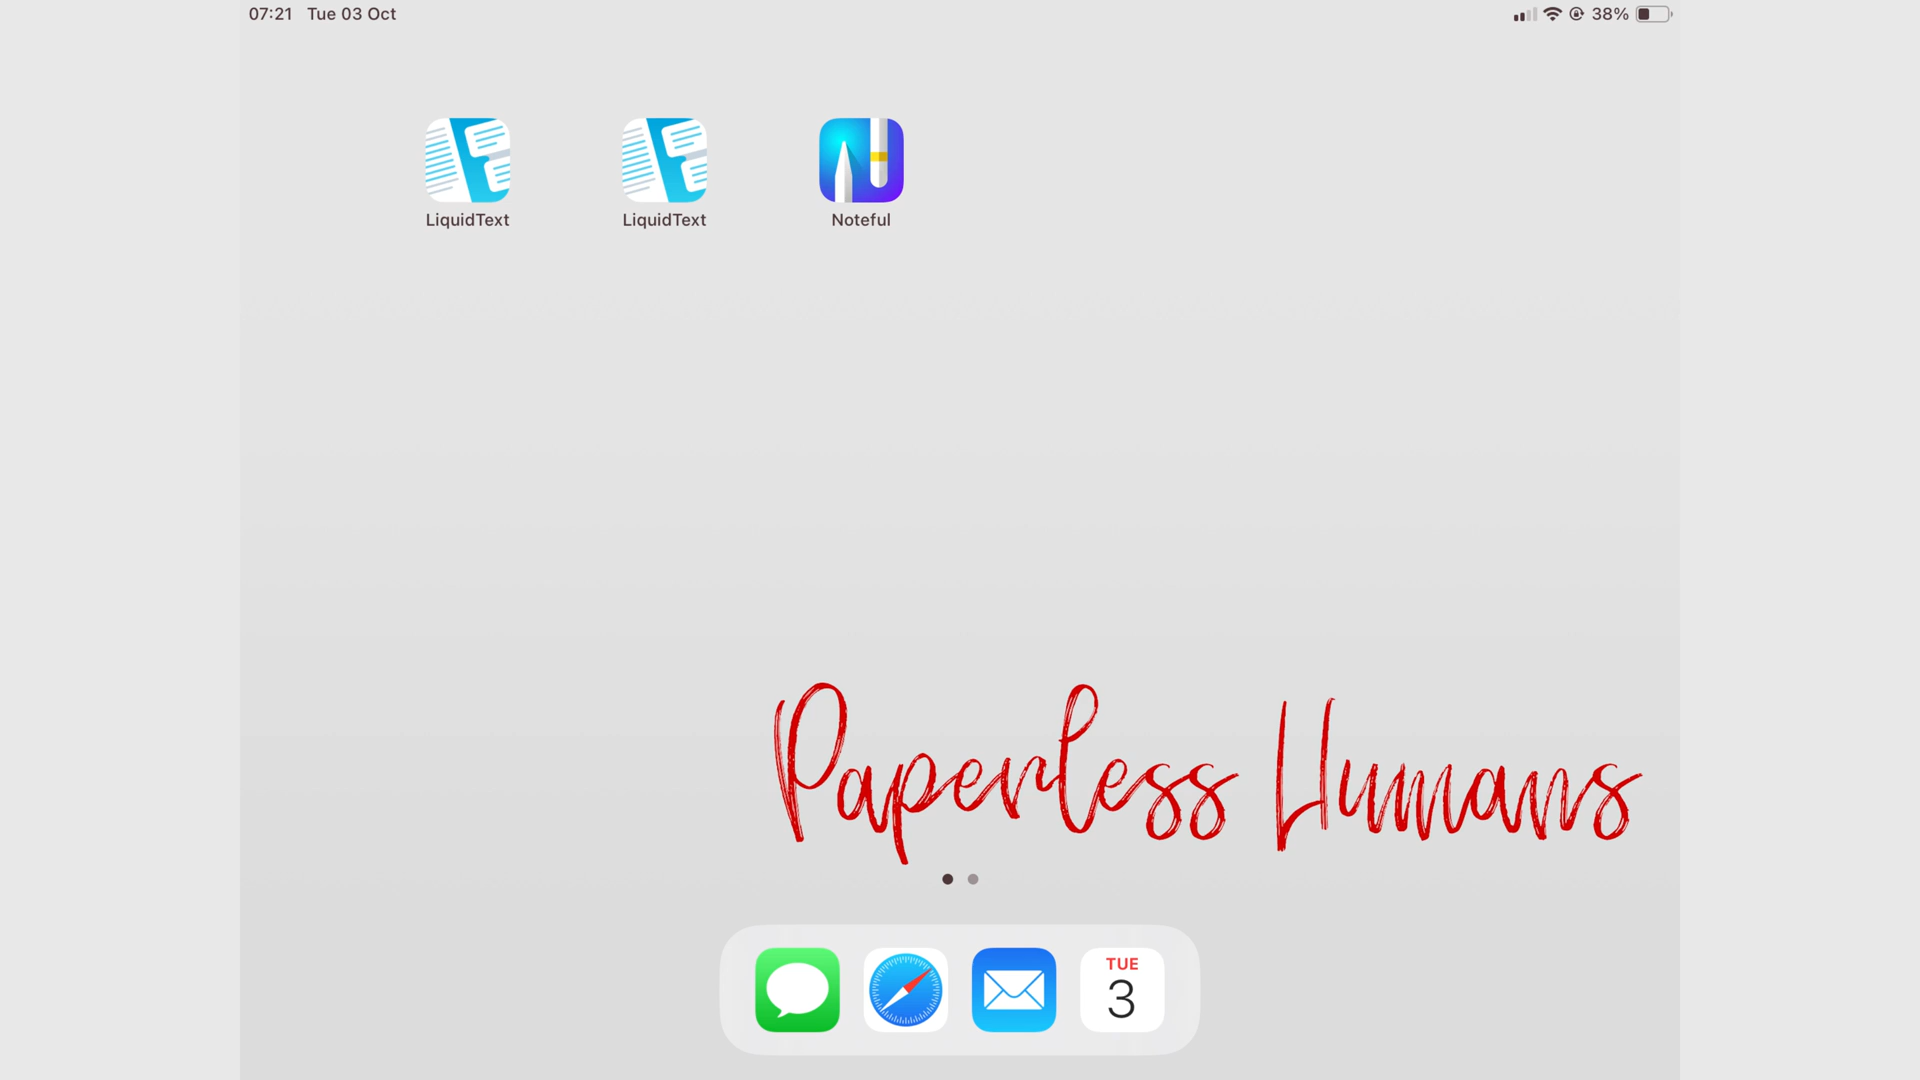 07:21 Tue 03 Oct 38%
LiquidText LiquidText Noteful
Paperless Humans
TUE
3